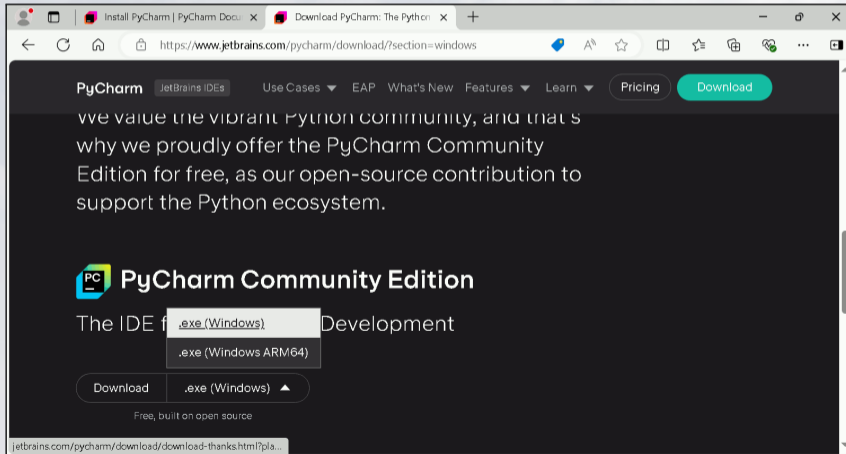 Install PyCharm | PyCharm Docu
Download PyCharm: The Python
https://www.jetbrains.com/pycharm/download/?section=windows
PyCharm JetBrains IDEs Use Cases EAP What's New Features Learn Pricing Download
We value the vibrant Python community, and that's
why we proudly offer the PyCharm Community
Edition for free, as our open-source contribution to
support the Python ecosystem.
PC PyCharm Community Edition
The IDE f Development
.exe (Windows)
.exe (Windows ARM64)
Download .exe (Windows)
Free, built on open source
jetbrains.com/pycharm/download/download-thanks.html?pla...